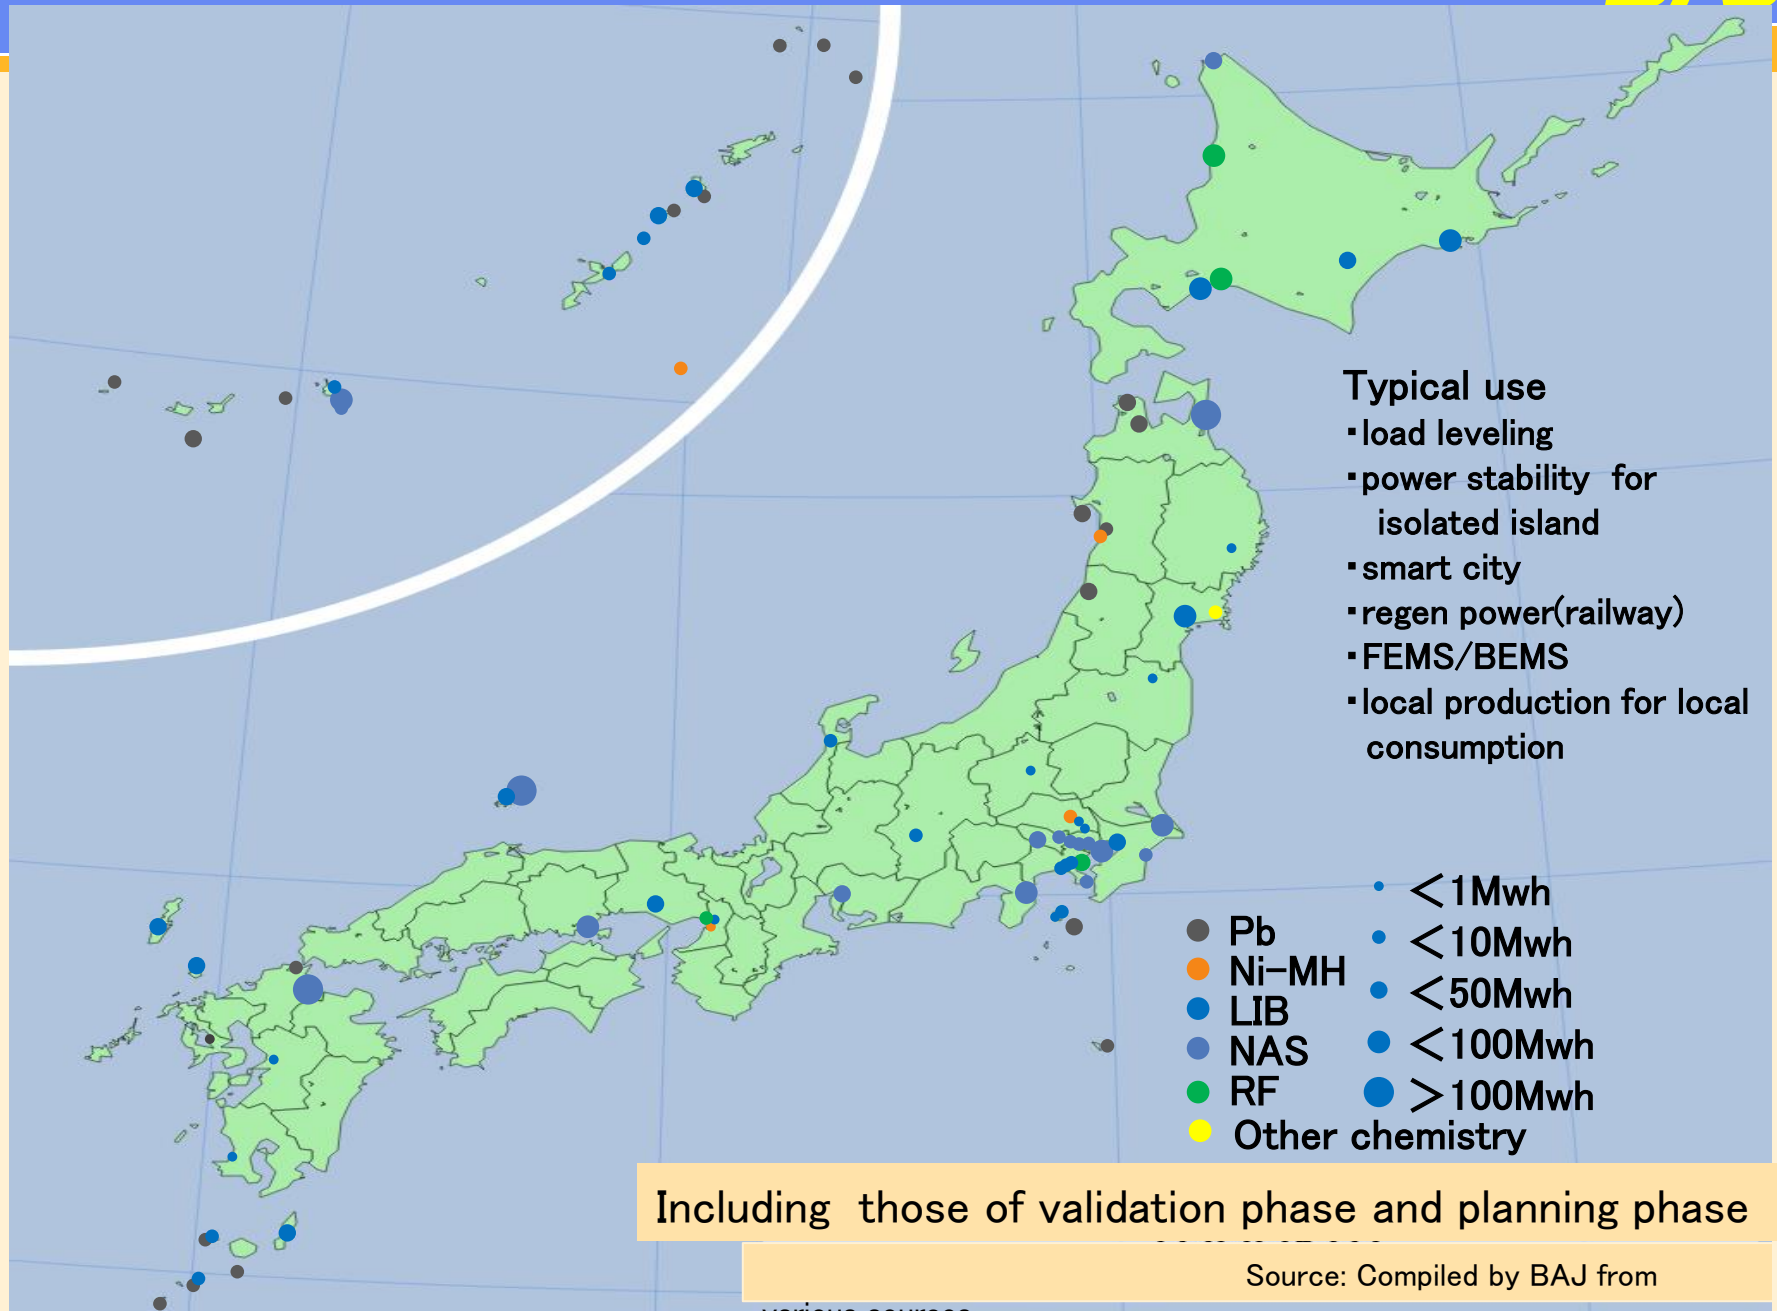 Typical use
▪load leveling
▪power stability for
isolated island
▪smart city
▪regen power(railway)
▪FEMS/BEMS
▪local production for local
consumption
Pb
Ni-MH
LIB
NAS
RF
Other chemistry
＜1Mwh
＜10Mwh
＜50Mwh
＜100Mwh
＞100Mwh
Including those of validation phase and planning phase
Source: Compiled by BAJ from
various sources